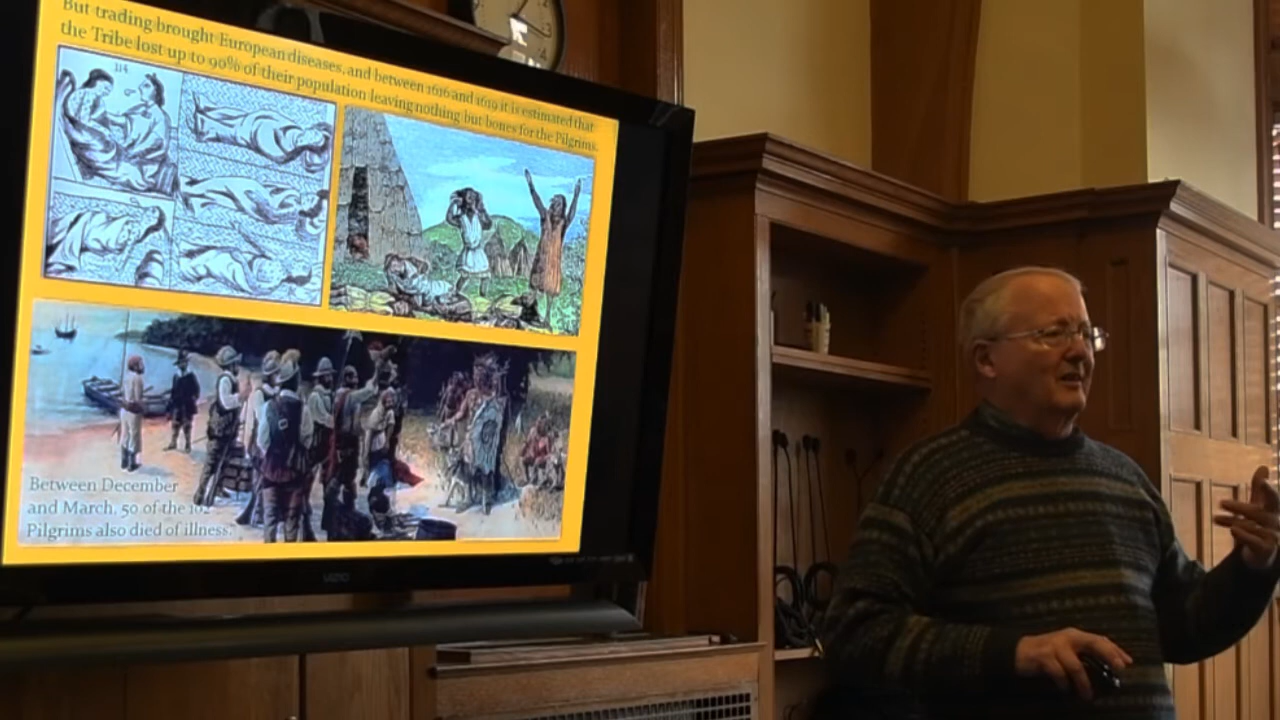 But trading brought European diseases, and between 1616 and 1619 it is estimated that
the Tribe lost up to 90% of their population leaving nothing but bones for the Pilgrims.
114
Between December
and March, 50 of the 102
Pilgrims also died of illness.
VIZIO